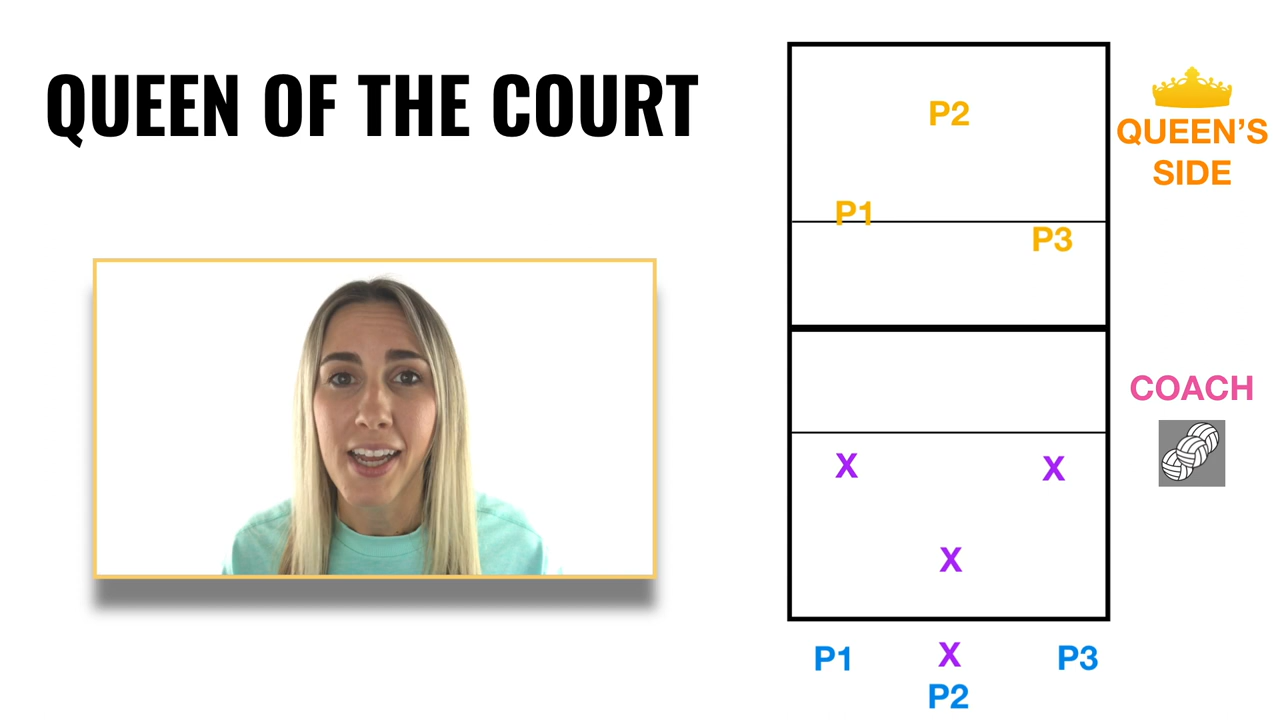 QUEEN OF THE COURT
P2
QUEEN’S
SIDE
P1
P3
COACH
X X
X
P1 X P3
P2